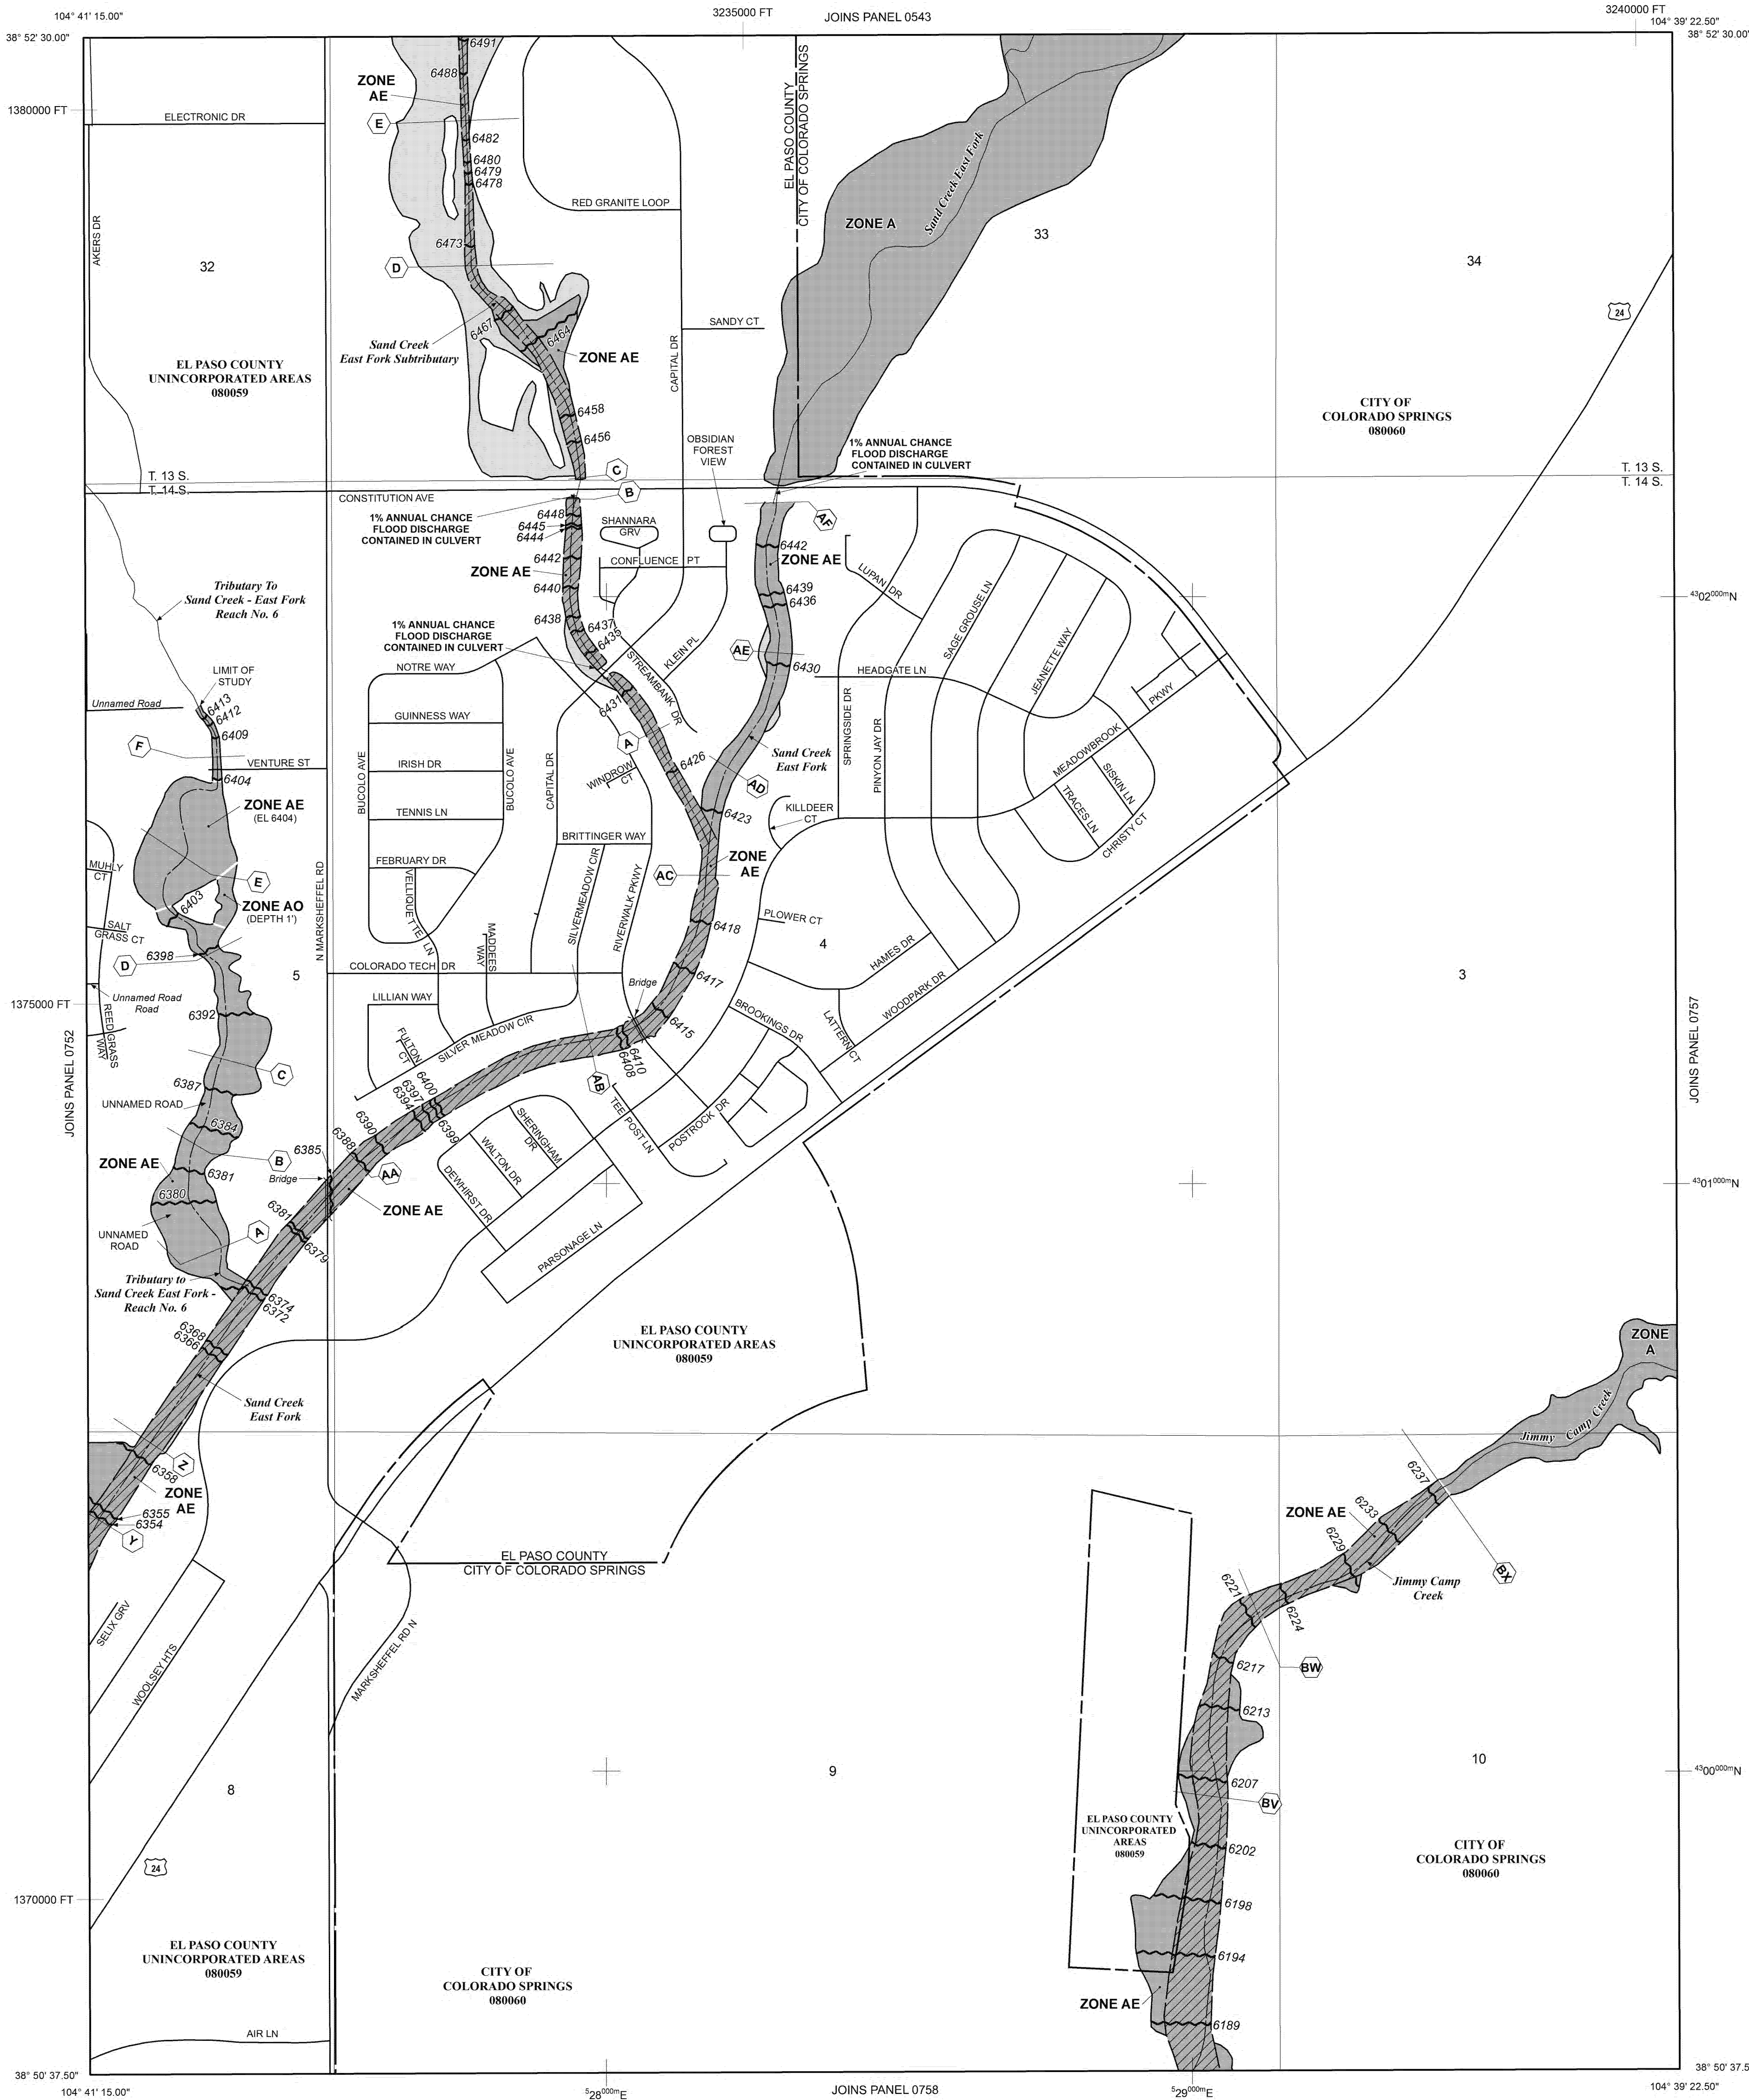 104° 41' 15.00"
3235000 FT
JOINS PANEL 0543
3240000 FT
104° 39' 22.50"
38° 52' 30.00"
38° 52' 30.00"
1380000 FT
ELECTRONIC DR
AKERS DR
32
EL PASO COUNTY
UNINCORPORATED AREAS
080059
ZONE
AE
E
6491
6488
6482
6480
6479
6478
6473
D
6467
6464
Sand Creek
East Fork Subtributary
ZONE AE
6458
6456
RED GRANITE LOOP
SANDY CT
CAPITAL DR
EL PASO COUNTY
CITY OF COLORADO SPRINGS
ZONE A
Sand Creek East Fork
33
34
24
CITY OF
COLORADO SPRINGS
080060
OBSIDIAN
FOREST
VIEW
1% ANNUAL CHANCE
FLOOD DISCHARGE
CONTAINED IN CULVERT
T. 13 S.
T. 14 S.
T. 13 S.
T. 14 S.
C
B
CONSTITUTION AVE
1% ANNUAL CHANCE
FLOOD DISCHARGE
CONTAINED IN CULVERT
6448
6445
6444
6442
ZONE AE
6440
6438
6437
6435
SHANNARA
GRV
CONFLUENCE PT
AF
6442
ZONE AE
6439
6436
AE
6430
LUPAN DR
HEADGATE LN
SAGE GROUSE LN
JEANETTE WAY
MEADOWBROOK
PKWY
SISKIN LN
TRACES LN
CHRISTY CT
SPRINGSIDE DR
PINYON JAY DR
4302000mN
Tributary To
Sand Creek - East Fork
Reach No. 6
1% ANNUAL CHANCE
FLOOD DISCHARGE
CONTAINED IN CULVERT
NOTRE WAY
STREAMBANK DR
KLEIN PL
LIMIT OF
STUDY
Unnamed Road
6413
6412
6409
F
VENTURE ST
6404
GUINNESS WAY
IRISH DR
TENNIS LN
FEBRUARY DR
BUCOLO AVE
BUCOLO AVE
CAPITAL DR
6431
A
6426
WINDROW
CT
AD
6423
Sand Creek
East Fork
KILLDEER
CT
BRITTINGER WAY
ZONE
AE
AC
ZONE AE
(EL 6404)
MUHLY
CT
E
6403
ZONE AO
(DEPTH 1')
SALT
GRASS CT
6398
D
5
N MARKSHEFFEL RD
VELLIQUETTE LN
MADDEES
WAY
SILVERMEADOW CIR
RIVERWALK PKWY
6418
PLOWER CT
4
HAMES DR
WOODPARK DR
3
COLORADO TECH DR
6417
Bridge
6415
LILLIAN WAY
SILVER MEADOW CIR
FULTON
CT
BROOKINGS DR
LATTERN CT
1375000 FT
Unnamed Road
Road
REED GRASS
WAY
JOINS PANEL 0752
JOINS PANEL 0757
6392
C
6387
UNNAMED ROAD
6384
B
ZONE AE
6381
6380
UNNAMED
ROAD
A
6385
Bridge
6388
6390
6394
6397
6400
6399
6410
6408
AB
AA
ZONE AE
TEE POST LN
POSTROCK DR
SHERINGHAM
DR
WALTON DR
DEWHIRST DR
PARSONAGE LN
4301000mN
6381
6379
Tributary to
Sand Creek East Fork -
Reach No. 6
6374
6372
6368
6366
Sand Creek
East Fork
EL PASO COUNTY
UNINCORPORATED AREAS
080059
ZONE
A
Jimmy Camp Creek
Z
6358
ZONE
AE
6355
6354
Y
EL PASO COUNTY
CITY OF COLORADO SPRINGS
SELIX GRV
WOOLSEY HTS
MARKSHEFFEL RD N
6237
6233
ZONE AE
6229
BX
Jimmy Camp
Creek
6221
6224
BW
6217
6213
6207
BV
6202
6198
6194
ZONE AE
6189
4300000mN
8
9
10
24
EL PASO COUNTY
UNINCORPORATED
AREAS
080059
CITY OF
COLORADO SPRINGS
080060
1370000 FT
EL PASO COUNTY
UNINCORPORATED AREAS
080059
CITY OF
COLORADO SPRINGS
080060
AIR LN
38° 50' 37.50"
38° 50' 37.5
104° 41' 15.00"
528000mE
JOINS PANEL 0758
529000mE
104° 39' 22.50"